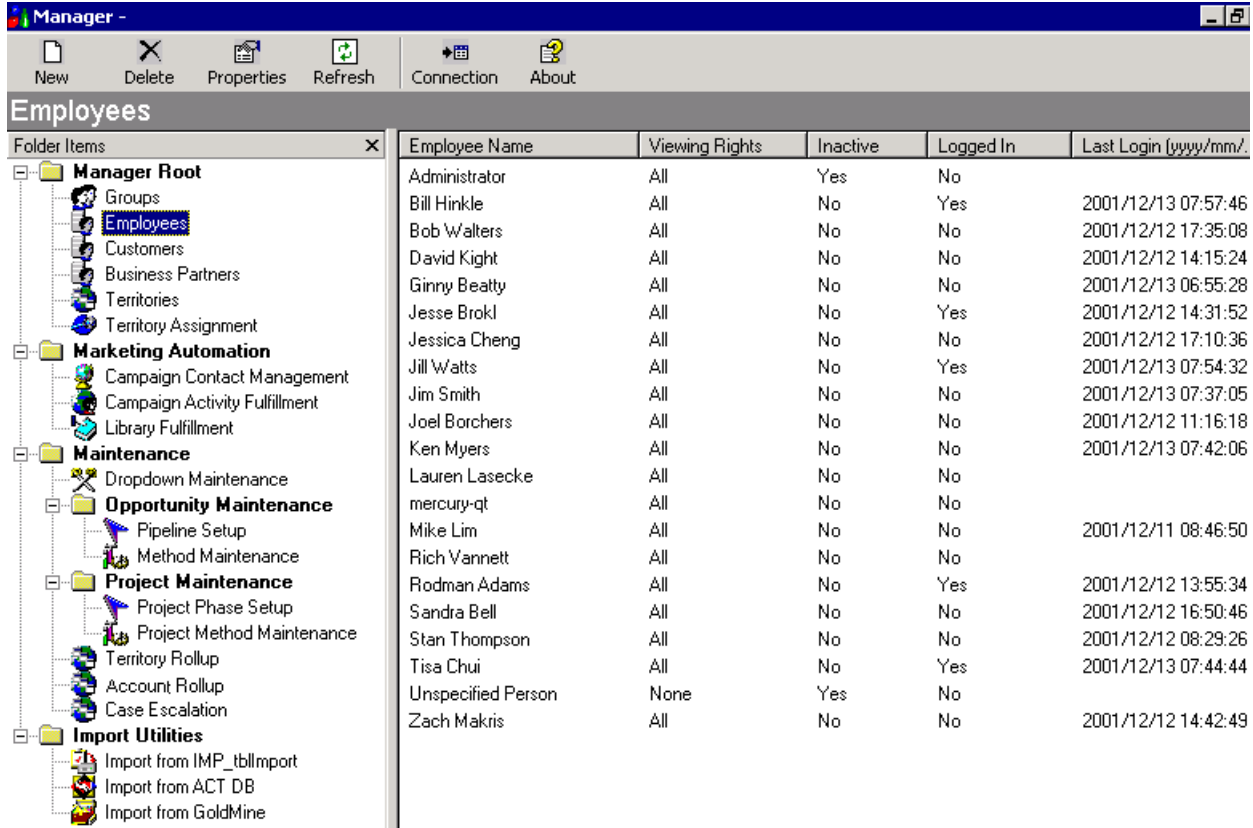 Manager -
New Delete Properties Refresh Connection About
Employees
Folder Items
Manager Root
Groups
Employees
Customers
Business Partners
Territories
Territory Assignment
Marketing Automation
Campaign Contact Management
Campaign Activity Fulfillment
Library Fulfillment
Maintenance
Dropdown Maintenance
Opportunity Maintenance
Pipeline Setup
Method Maintenance
Project Maintenance
Project Phase Setup
Project Method Maintenance
Territory Rollup
Account Rollup
Case Escalation
Import Utilities
Import from IMP_tblImport
Import from ACT DB
Import from GoldMine
Employee Name Viewing Rights Inactive Logged In Last Login (yyyy/mm/.
Administrator All Yes No
Bill Hinkle All No Yes 2001/12/13 07:57:46
Bob Walters All No No 2001/12/12 17:35:08
David Kight All No No 2001/12/12 14:15:24
Ginny Beatty All No No 2001/12/13 06:55:28
Jesse Brokl All No Yes 2001/12/12 14:31:52
Jessica Cheng All No No 2001/12/12 17:10:36
Jill Watts All No Yes 2001/12/13 07:54:32
Jim Smith All No No 2001/12/13 07:37:05
Joel Borchers All No No 2001/12/12 11:16:18
Ken Myers All No No 2001/12/13 07:42:06
Lauren Lasecke All No No
mercury-qt All No No
Mike Lim All No No 2001/12/11 08:46:50
Rich Vannett All No No
Rodman Adams All No Yes 2001/12/12 13:55:34
Sandra Bell All No No 2001/12/12 16:50:46
Stan Thompson All No No 2001/12/12 08:29:26
Tisa Chui All No Yes 2001/12/13 07:44:44
Unspecified Person None Yes No
Zach Makris All No No 2001/12/12 14:42:49